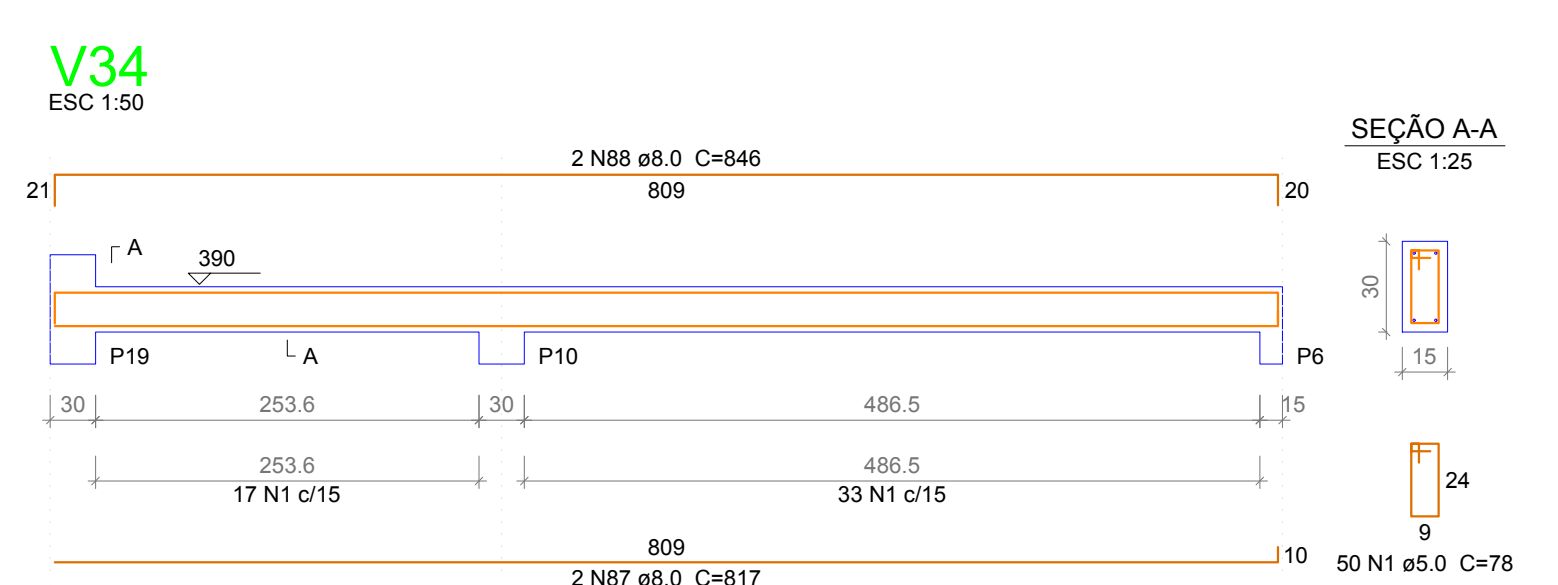 V34
ESC 1:50
SEÇÃO A-A
ESC 1:25
2 N88 ø8.0 C=846
21
809
20
A
390
30
P19
A
P10
P6
15
30
253.6
30
486.5
15
253.6
486.5
17 N1 c/15
33 N1 c/15
24
9
809
10
50 N1 ø5.0 C=78
2 N87 ø8.0 C=817